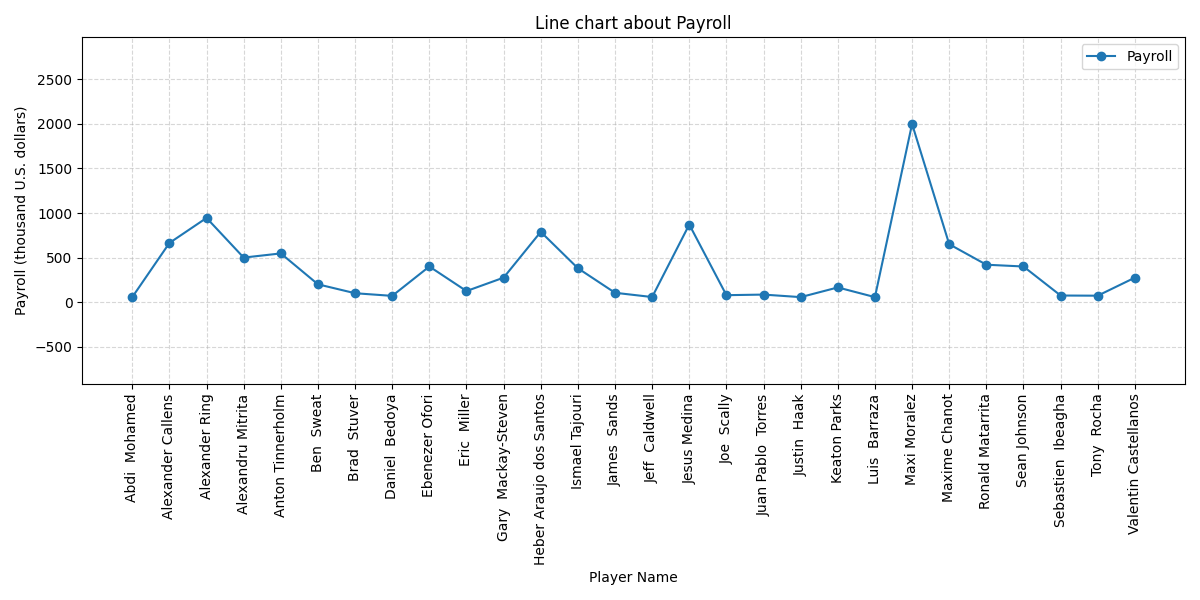 Line chart about Payroll
Payroll
Payroll (thousand U.S. dollars)
2500
2000
1500
1000
500
0
−500
Abdi  Mohamed
Alexander Callens
Alexander Ring
Alexandru Mitrita
Anton Tinnerholm
Ben  Sweat
Brad  Stuver
Daniel  Bedoya
Ebenezer Ofori
Eric  Miller
Gary  Mackay-Steven
Heber Araujo dos Santos
Ismael Tajouri
James  Sands
Jeff  Caldwell
Jesus Medina
Joe  Scally
Juan Pablo  Torres
Justin  Haak
Keaton Parks
Luis  Barraza
Maxi Moralez
Maxime Chanot
Ronald Matarrita
Sean Johnson
Sebastien  Ibeagha
Tony  Rocha
Valentin Castellanos
Player Name